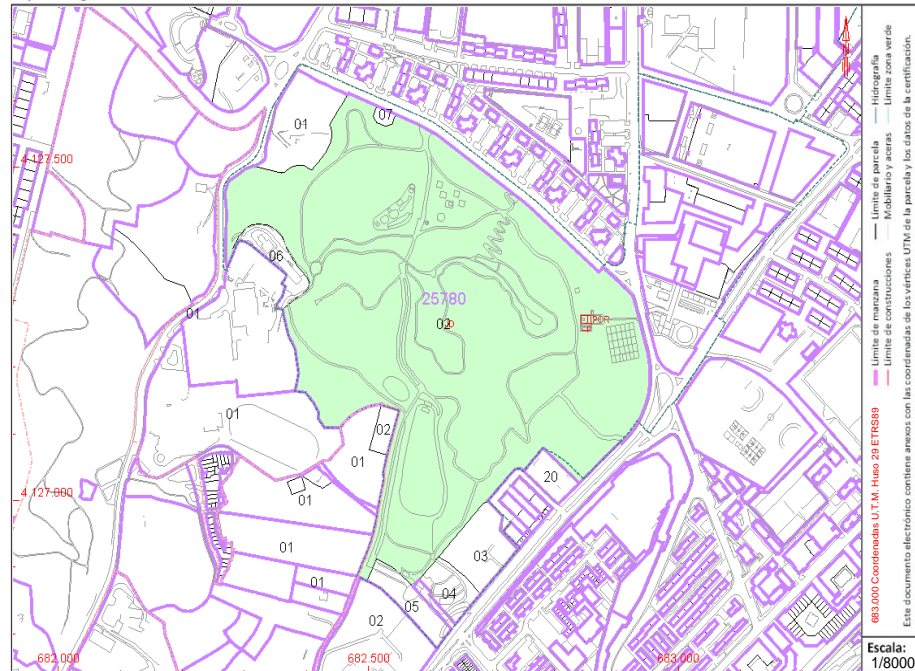 01
07
4,127.500
06
25780
01
02
01
02
01
20
4,127.000
01
01
03
01
04
05
02
682.000
682.500
683.000
683.000 Coordenadas U.T.M. Huso 29 ETRS89
Límite de manzana
Límite de parcela
Hidrografía
Límite de construcciones
Mobiliario y aceras
Límite zona verde
Este documento electrónico contiene anexos con las coordenadas de los vértices UTM de la parcela y los datos de la certificación.
Escala:
1/8000